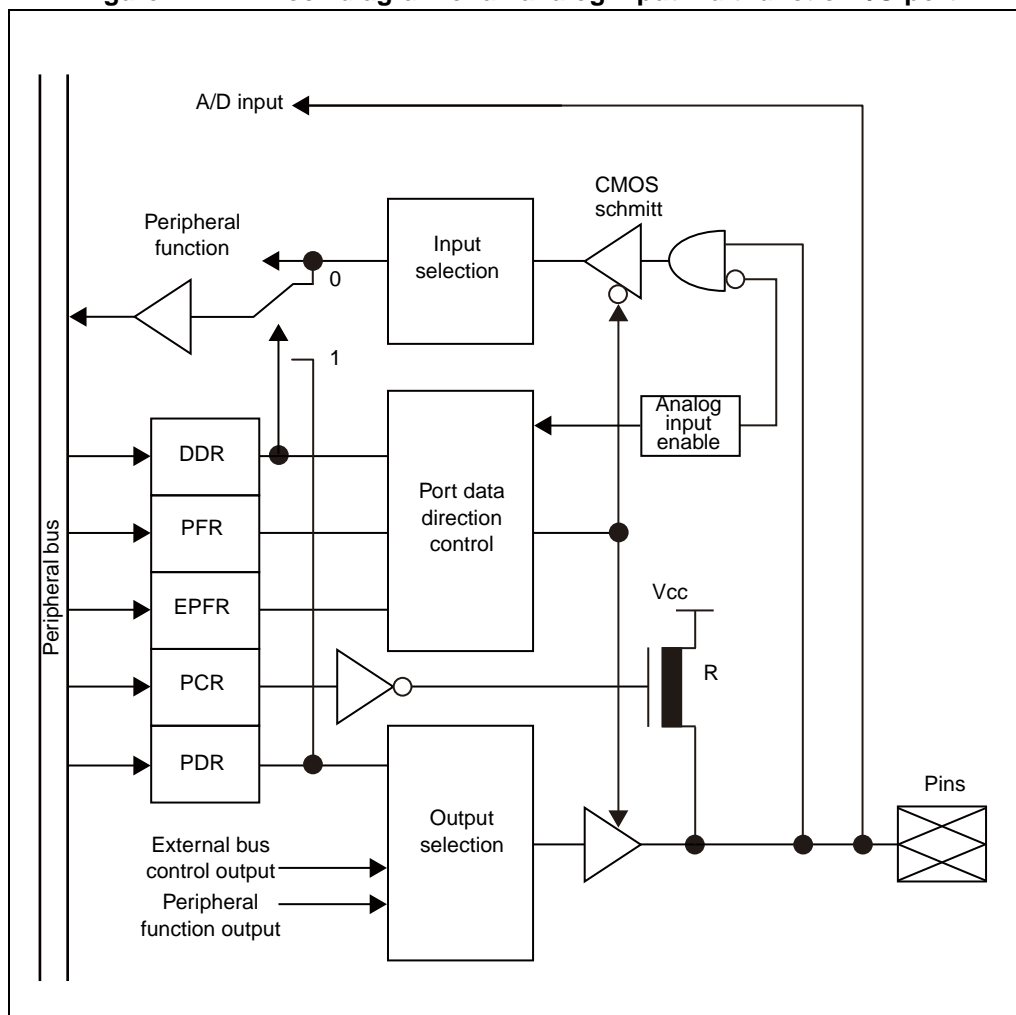 A/D input
CMOS
schmitt
Peripheral
function
Input
selection
0
1
Analog
input
enable
DDR
PFR
EPFR
PCR
PDR
Port data
direction
control
Peripheral bus
Vcc
R
Pins
Output
selection
External bus
control output
Peripheral
function output